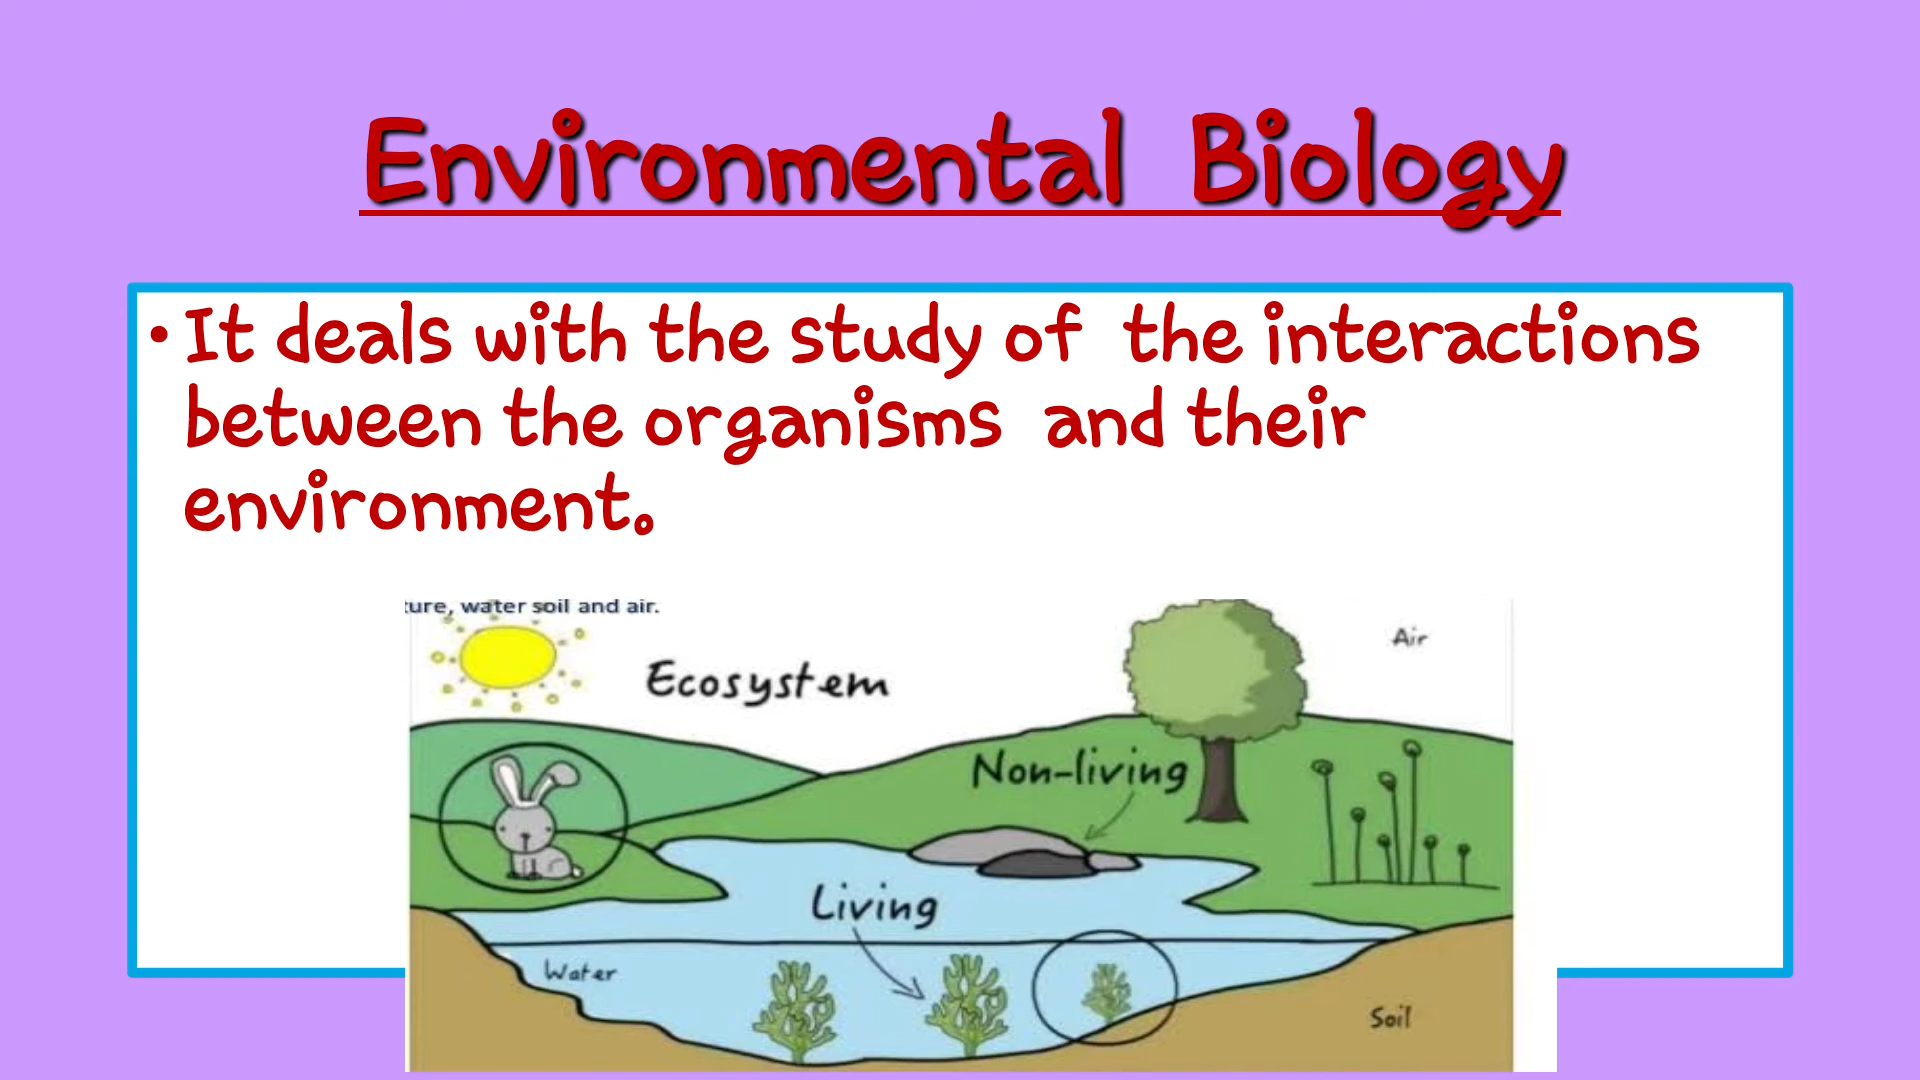 Environmental Biology
• It deals with the study of the interactions
between the organisms and their
environment.
ture, water soil and air.
Air
Ecosystem
Non-living
Living
Water
Soil